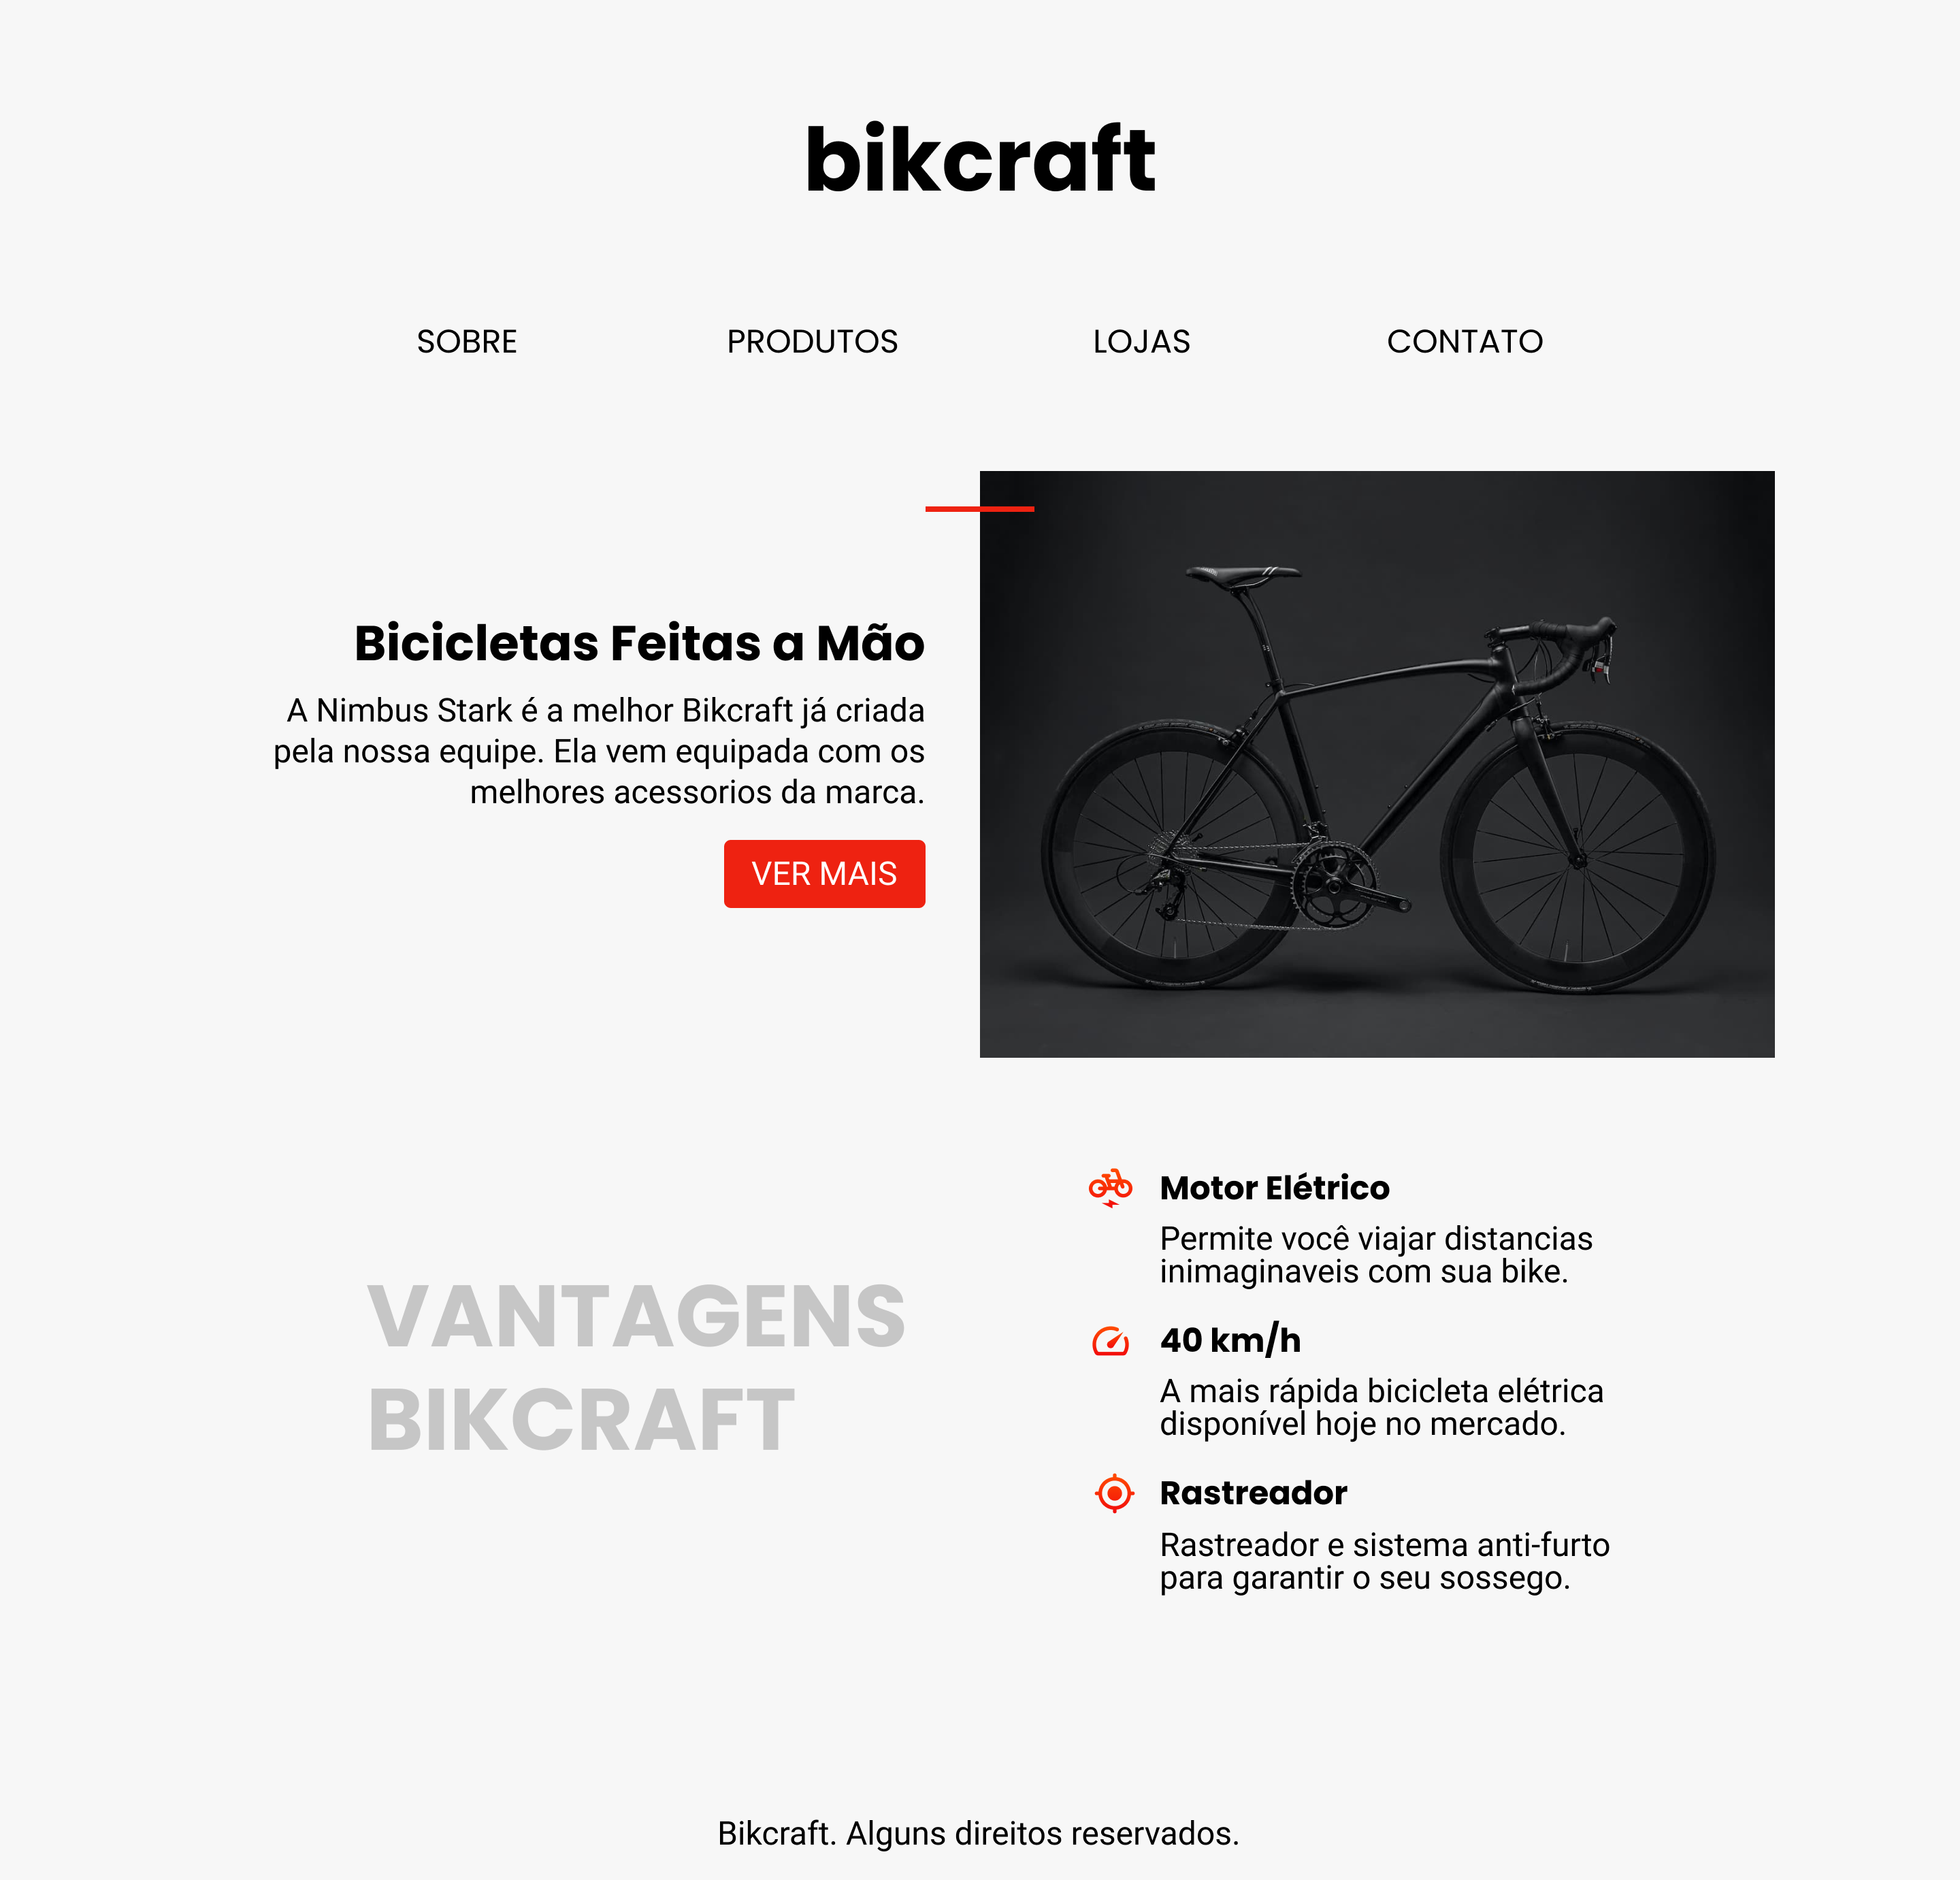 bikcraft
SOBRE
PRODUTOS
LOJAS
CONTATO
Bicicletas Feitas a Mão
A Nimbus Stark é a melhor Bikcraft já criada
pela nossa equipe. Ela vem equipada com os
melhores acessorios da marca.
VER MAIS
VANTAGENS
BIKCRAFT
Motor Elétrico
Permite você viajar distancias
inimaginaveis com sua bike.
40 km/h
A mais rápida bicicleta elétrica
disponível hoje no mercado.
Rastreador
Rastreador e sistema anti-furto
para garantir o seu sossego.
Bikcraft. Alguns direitos reservados.